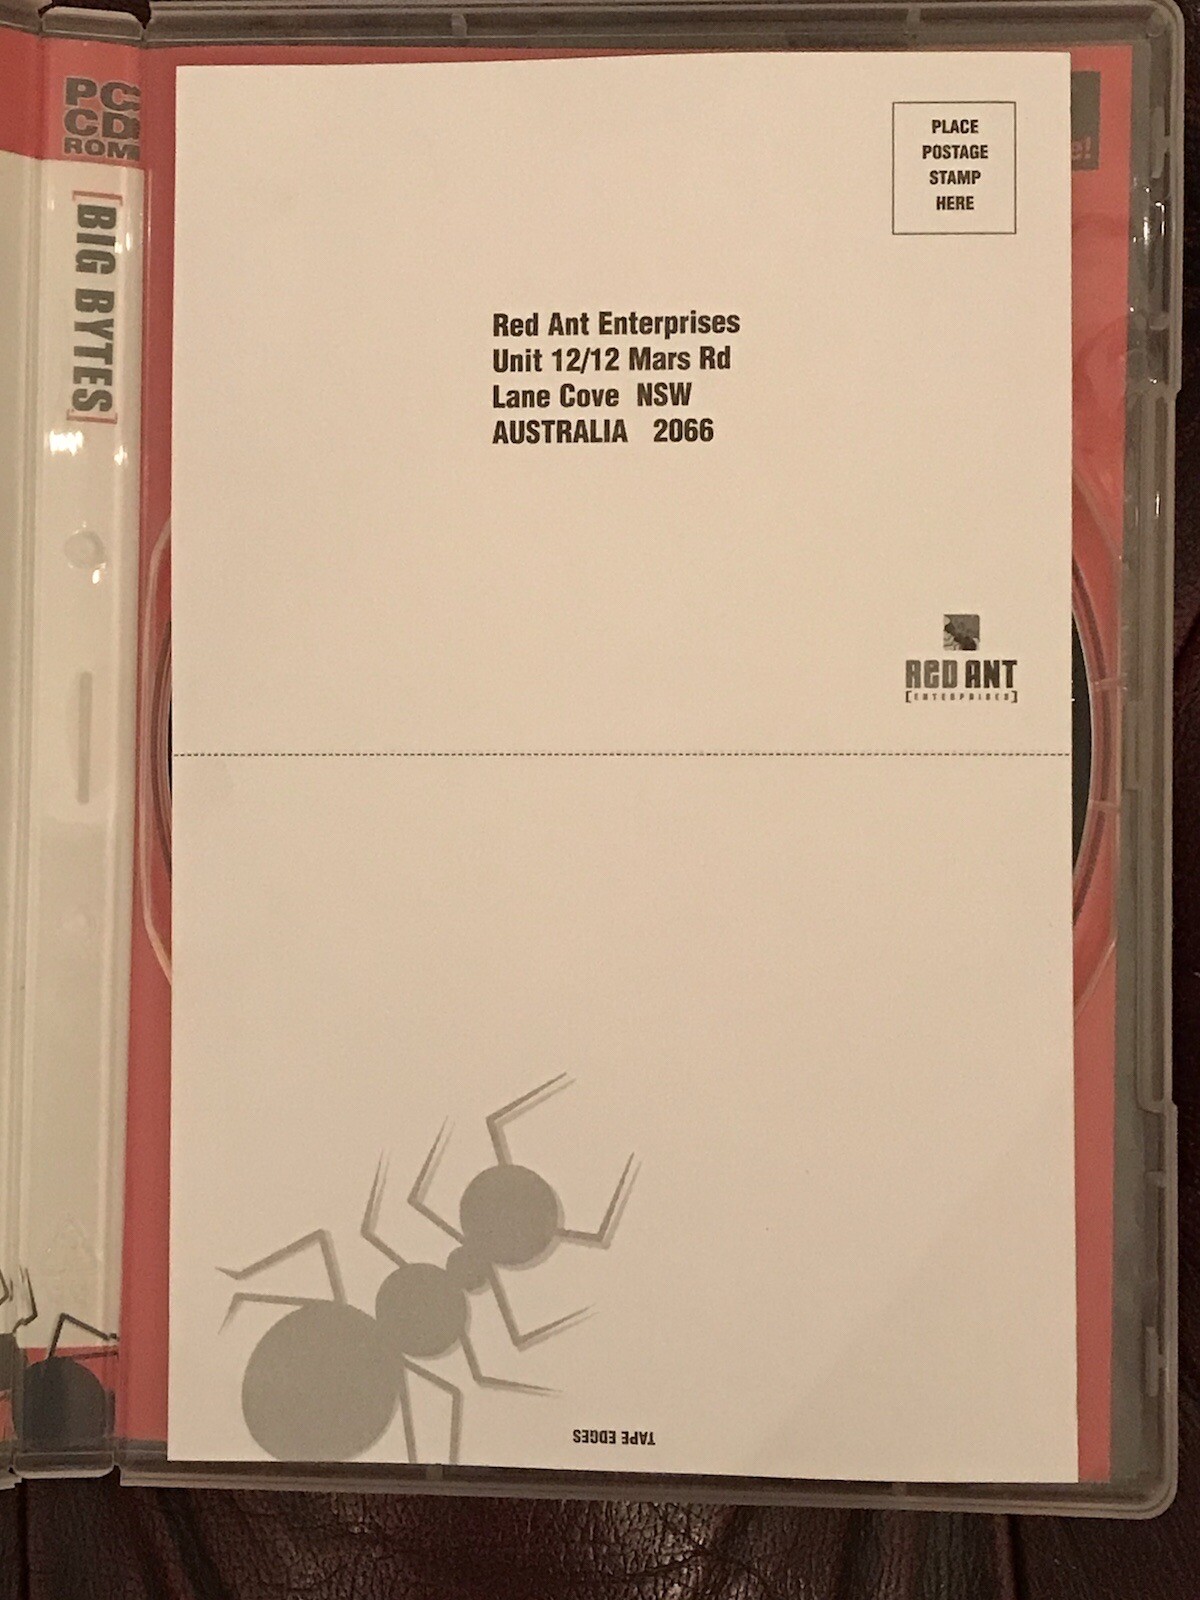 PC
CD
ROM
[BIG BYTES]
PLACE
POSTAGE
STAMP
HERE
e!
Red Ant Enterprises
Unit 12/12 Mars Rd
Lane Cove NSW
AUSTRALIA 2066
RED ANT
[ENTERPRISES]
TAPE EDGES